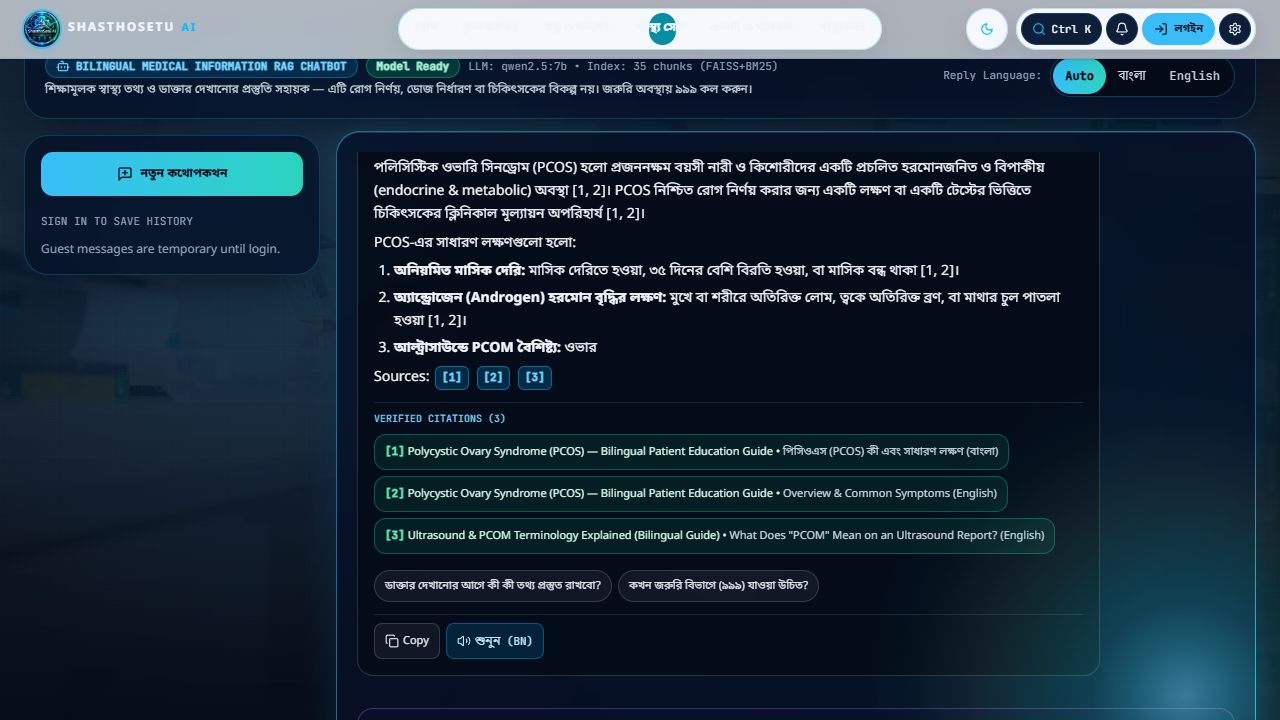 SHASTHOSETU AI
Ctrl K
লগইন
BILINGUAL MEDICAL INFORMATION RAG CHATBOT
Model Ready
LLM: qwen2.5:7b • Index: 35 chunks (FAISS+BM25)
শিক্ষামূলক স্বাস্থ্য তথ্য ও ডাক্তার দেখানোর প্রস্তুতি সহায়ক — এটি রোগ নির্ণয়, ডোজ নির্ধারণ বা চিকিৎসকের বিকল্প নয়। জরুরি অবস্থায় ৯৯৯ কল করুন।
Reply Language:
Auto
বাংলা
English
নতুন কথোপকথন
SIGN IN TO SAVE HISTORY
Guest messages are temporary until login.
পলিসিস্টিক ওভারি সিনড্রোম (PCOS) হলো প্রজননক্ষম বয়সী নারী ও কিশোরীদের একটি প্রচলিত হরমোনজনিত ও বিপাকীয়
(endocrine & metabolic) অবস্থা [1, 2]। PCOS নিশ্চিত রোগ নির্ণয় করার জন্য একটি লক্ষণ বা একটি টেস্টের ভিত্তিতে
চিকিৎসকের ক্লিনিকাল মূল্যায়ন অপরিহার্য [1, 2]।
PCOS-এর সাধারণ লক্ষণগুলো হলো:
1. অনিয়মিত মাসিক দেরি: মাসিক দেরিতে হওয়া, ৩৫ দিনের বেশি বিরতি হওয়া, বা মাসিক বন্ধ থাকা [1, 2]।
2. অ্যান্ড্রোজেন (Androgen) হরমোন বৃদ্ধির লক্ষণ: মুখে বা শরীরে অতিরিক্ত লোম, ত্বকে অতিরিক্ত ব্রণ, বা মাথার চুল পাতলা
হওয়া [1, 2]।
3. আল্ট্রাসাউন্ডে PCOM বৈশিষ্ট্য: ওভার
Sources: [1] [2] [3]
VERIFIED CITATIONS (3)
[1] Polycystic Ovary Syndrome (PCOS) — Bilingual Patient Education Guide • পিসিওএস (PCOS) কী এবং সাধারণ লক্ষণ (বাংলা)
[2] Polycystic Ovary Syndrome (PCOS) — Bilingual Patient Education Guide • Overview & Common Symptoms (English)
[3] Ultrasound & PCOM Terminology Explained (Bilingual Guide) • What Does "PCOM" Mean on an Ultrasound Report? (English)
ডাক্তার দেখানোর আগে কী কী তথ্য প্রস্তুত রাখবো?
কখন জরুরি বিভাগে (৯৯৯) যাওয়া উচিত?
Copy
শুনুন (BN)